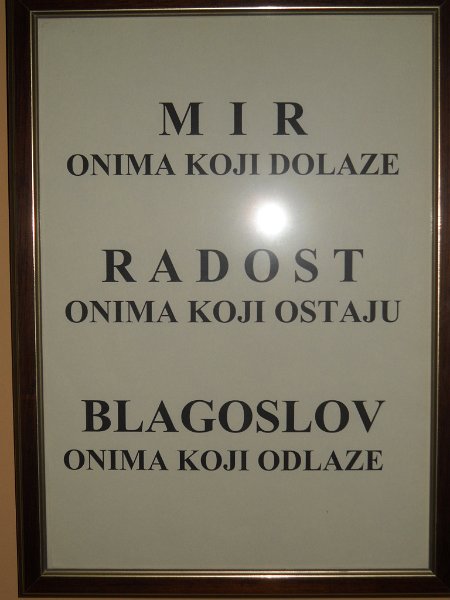 M I R
ONIMA KOJI DOLAZE
R A D O S T
ONIMA KOJI OSTAJU
BLAGOSLOV
ONIMA KOJI ODLAZE